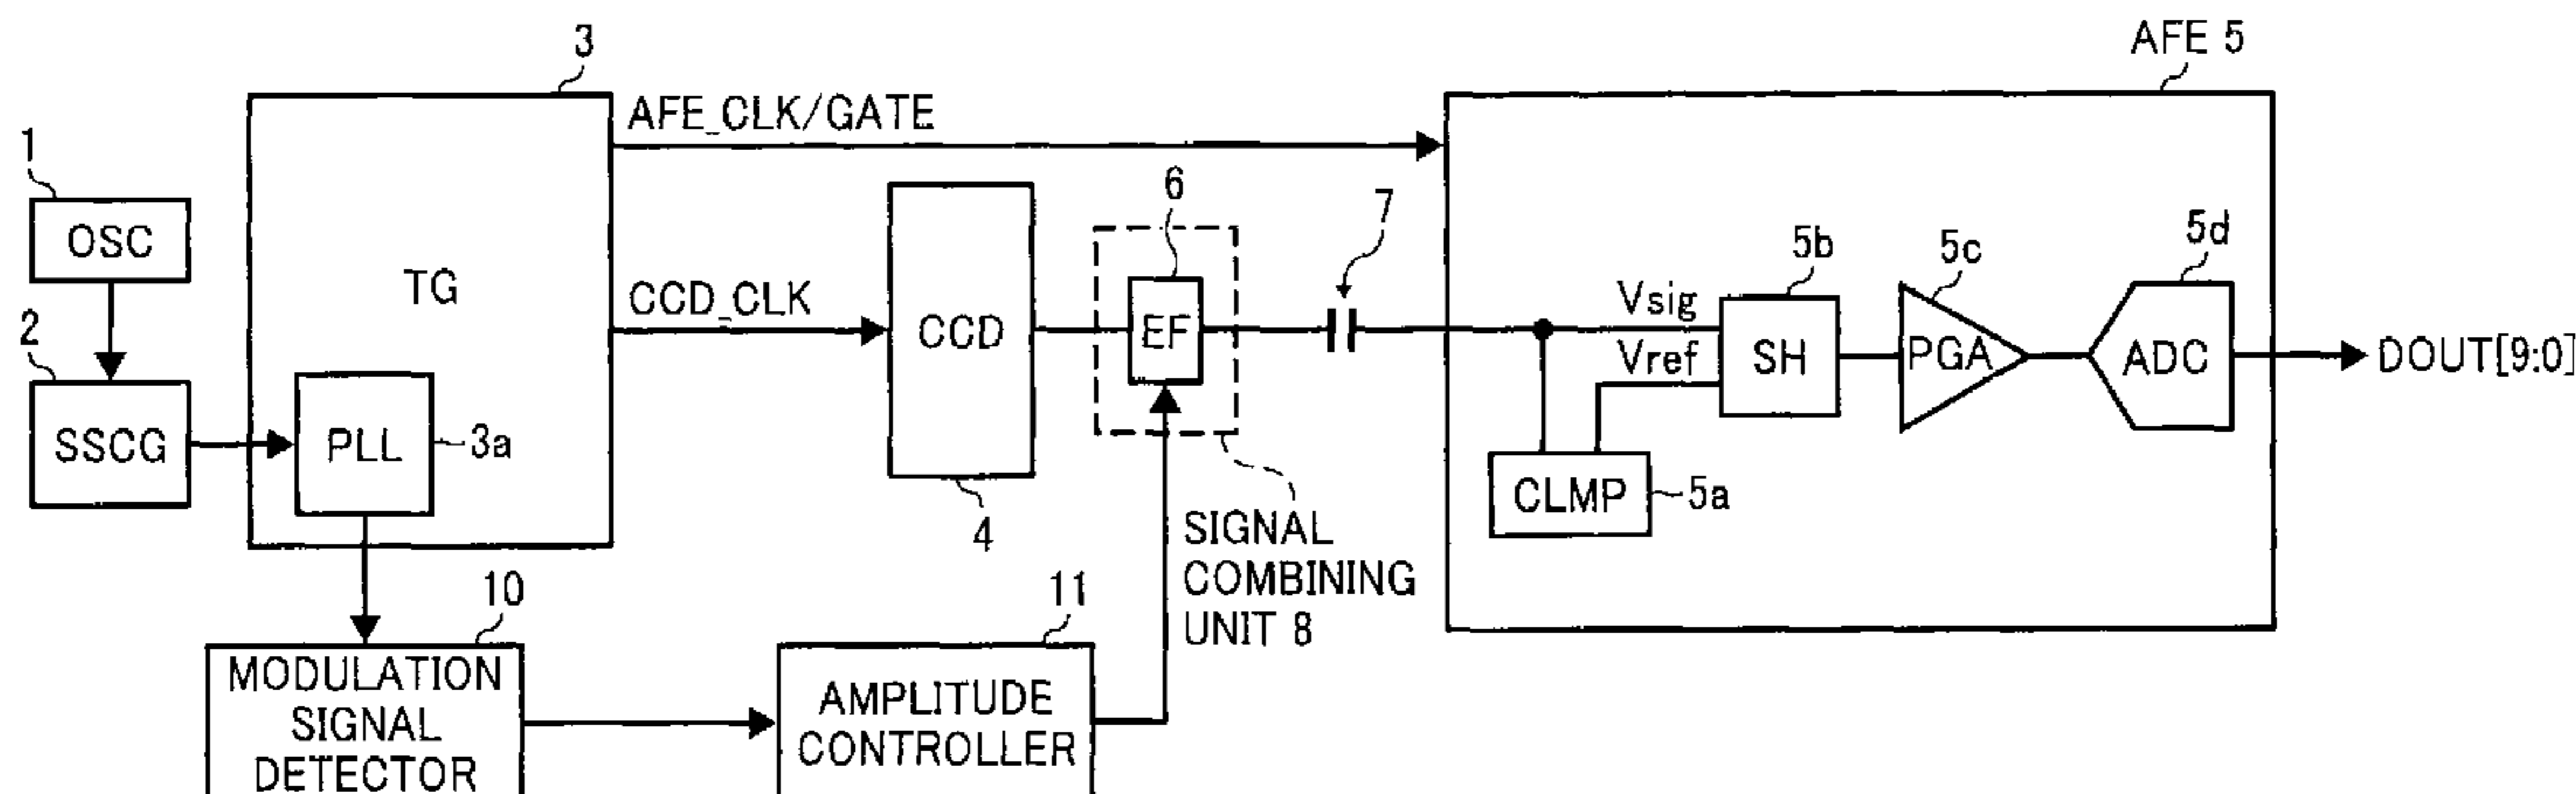 AFE 5
3
AFE_CLK/GATE
1
OSC
6
7
5b
5c
5d
TG
CCD_CLK
CCD
EF
Vsig
Vref
SH
PGA
ADC
DOUT[9:0]
2
SSCG
PLL
3a
4
CLMP
5a
SIGNAL
COMBINING
UNIT 8
10
11
MODULATION
SIGNAL
DETECTOR
AMPLITUDE
CONTROLLER